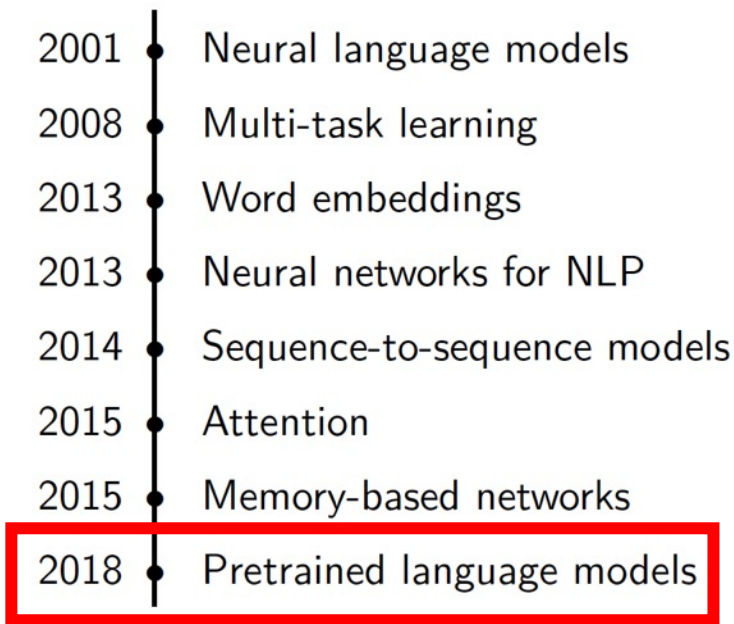 2001 Neural language models
2008 Multi-task learning
2013 Word embeddings
2013 Neural networks for NLP
2014 Sequence-to-sequence models
2015 Attention
2015 Memory-based networks
2018 Pretrained language models